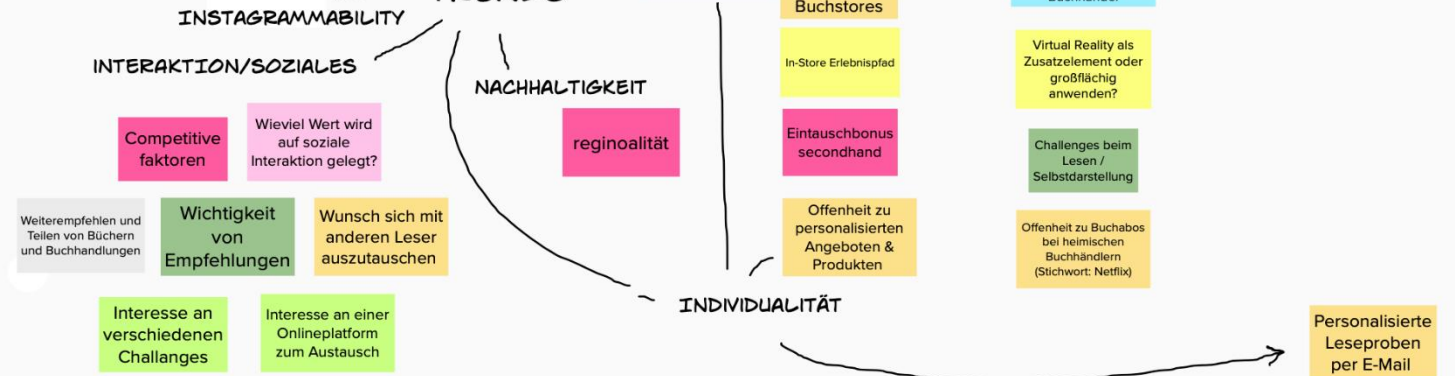 INSTAGRAMMABILITY
INTERAKTION/SOZIALES
NACHHALTIGKEIT
Competitive
faktoren
Wieviel Wert wird
auf soziale
Interaktion gelegt?
reginoalität
Weiterempfehlen und
Teilen von Büchern
und Buchhandlungen
Wichtigkeit
von
Empfehlungen
Wunsch sich mit
anderen Leser
auszutauschen
Interesse an
verschiedenen
Challanges
Interesse an einer
Onlineplatform
zum Austausch
Buchstores
In-Store Erlebnispfad
Eintauschbonus
secondhand
Offenheit zu
personalisierten
Angeboten &
Produkten
Virtual Reality als
Zusatzelement oder
großflächig
anwenden?
Challenges beim
Lesen /
Selbstdarstellung
Offenheit zu Buchabos
bei heimischen
Buchhändlern
(Stichwort: Netflix)
INDIVIDUALITÄT
Personalisierte
Leseproben
per E-Mail